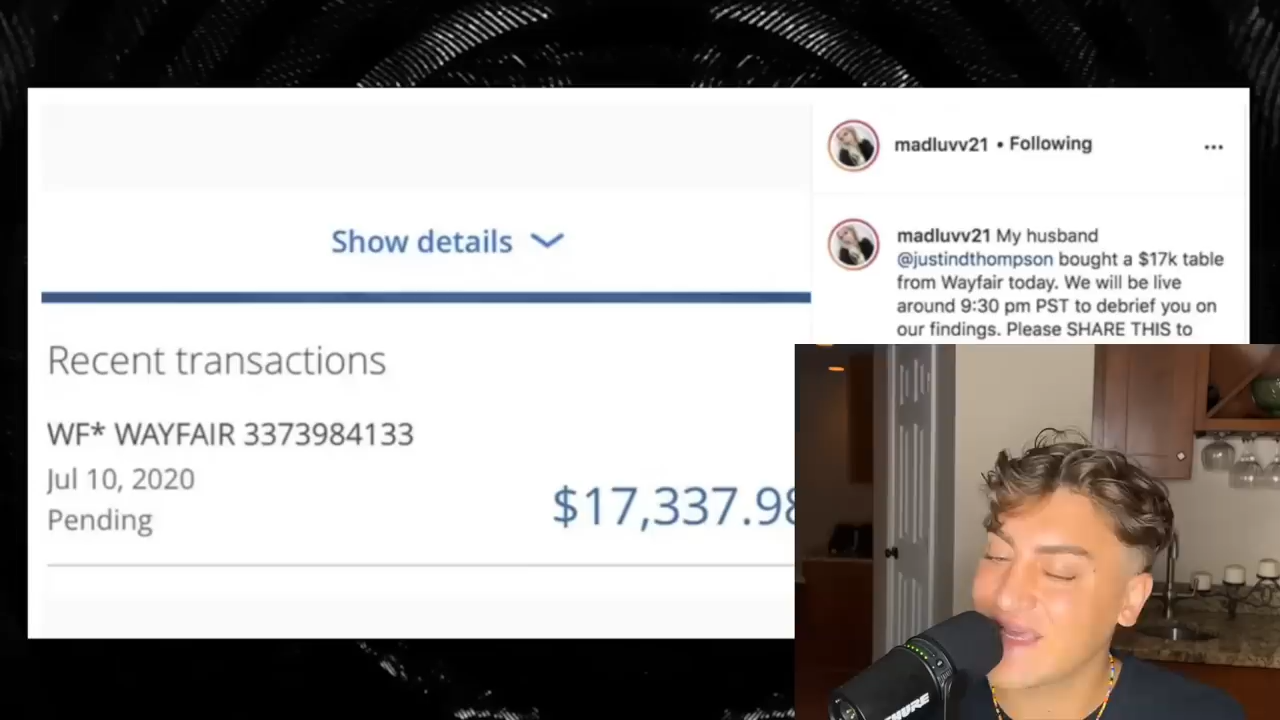 Show details
Recent transactions
WF* WAYFAIR 3373984133
Jul 10, 2020
Pending
$17,337.98
madluvv21 • Following
madluvv21 My husband
@justindthompson bought a $17k table
from Wayfair today. We will be live
around 9:30 pm PST to debrief you on
our findings. Please SHARE THIS to
SHURE